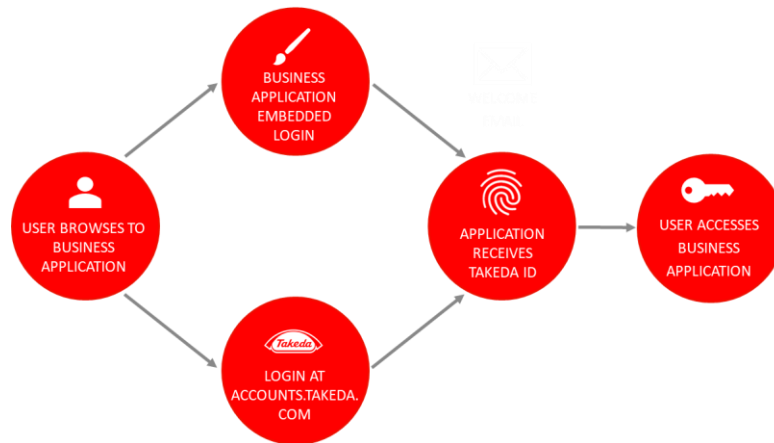 BUSINESS
APPLICATION
EMBEDDED
LOGIN
USER BROWSES TO
BUSINESS
APPLICATION
APPLICATION
RECEIVES
TAKEDA ID
USER ACCESSES
BUSINESS
APPLICATION
Takeda
LOGIN AT
ACCOUNTS.TAKEDA.
COM